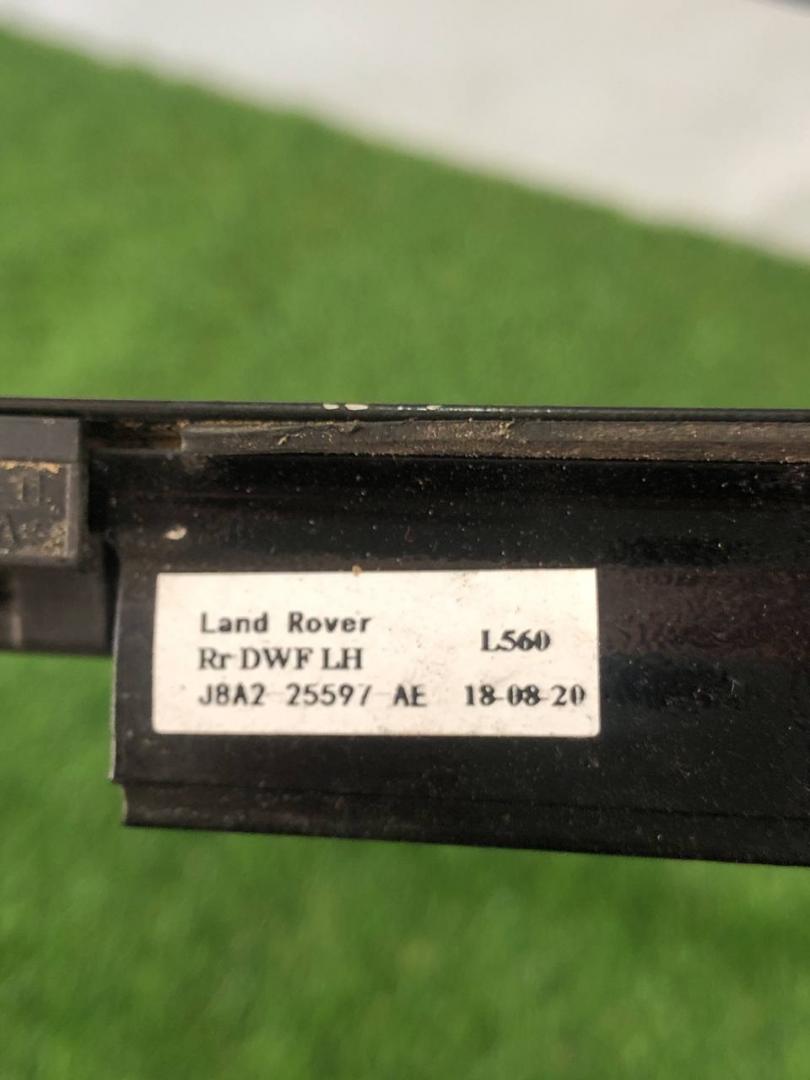 Land Rover L560
Rr DWF LH
J8A2 25597 AE 18-08-20